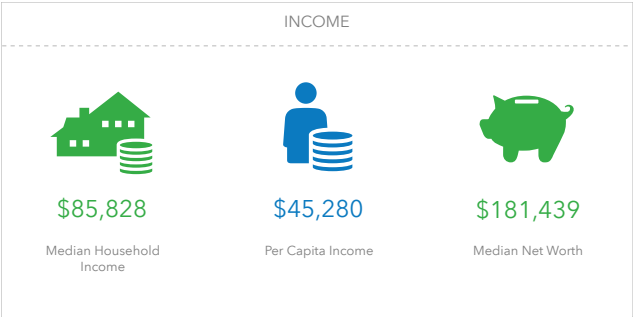 INCOME
$85,828
$45,280
$181,439
Median Household
Income
Per Capita Income
Median Net Worth